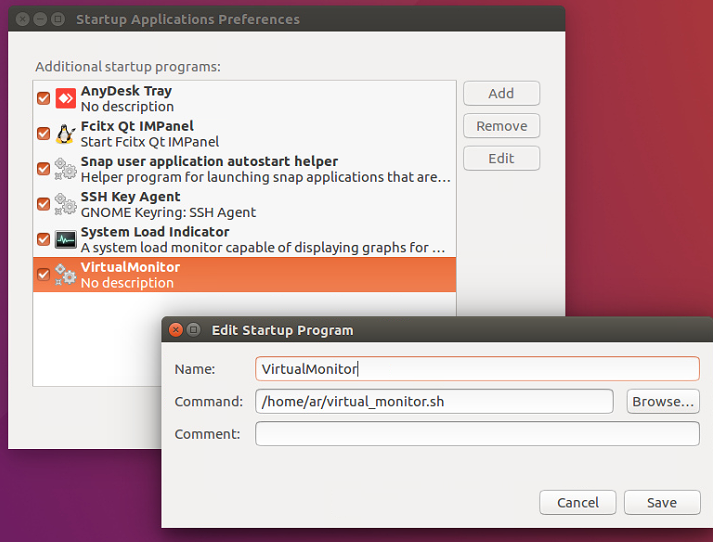 Startup Applications Preferences
Additional startup programs:
AnyDesk Tray
No description
Fcitx Qt IMPanel
Start Fcitx Qt IMPanel
Snap user application autostart helper
Helper program for launching snap applications that are…
SSH Key Agent
GNOME Keyring: SSH Agent
System Load Indicator
A system load monitor capable of displaying graphs for …
VirtualMonitor
No description
Add
Remove
Edit
Edit Startup Program
Name: VirtualMonitor
Command: /home/ar/virtual_monitor.sh Browse…
Comment:
Cancel Save